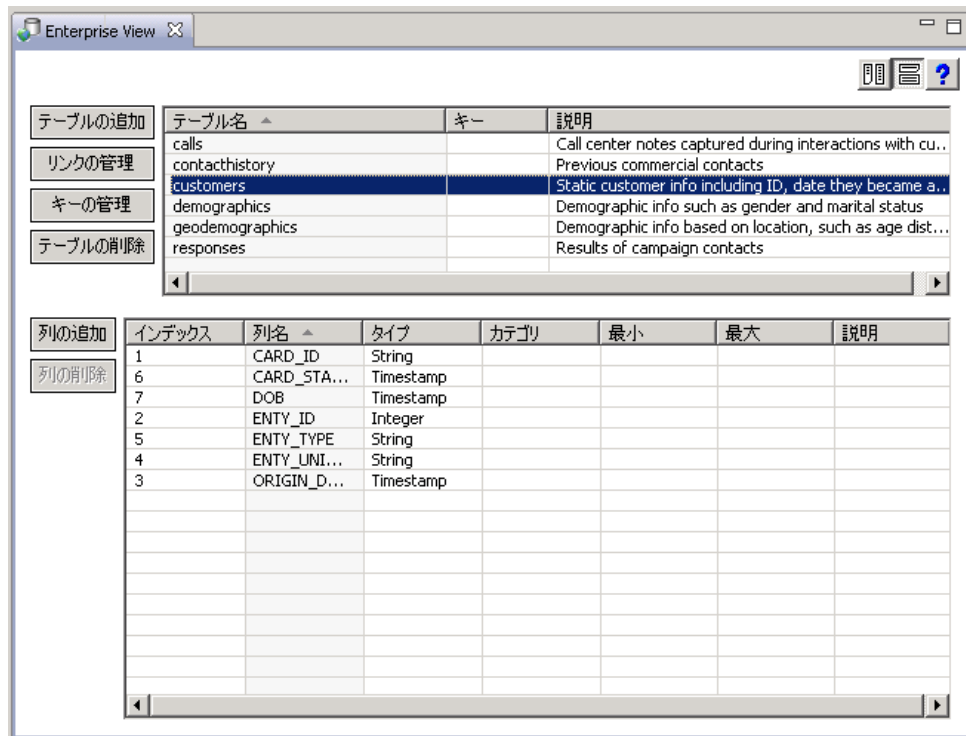 Enterprise View
?
テーブルの追加
リンクの管理
キーの管理
テーブルの削除
テーブル名 キー 説明
calls Call center notes captured during interactions with cu..
contacthistory Previous commercial contacts
customers Static customer info including ID, date they became a..
demographics Demographic info such as gender and marital status
geodemographics Demographic info based on location, such as age dist...
responses Results of campaign contacts
列の追加
列の削除
インデックス 列名 タイプ カテゴリ 最小 最大 説明
1 CARD_ID String
6 CARD_STA... Timestamp
7 DOB Timestamp
2 ENTY_ID Integer
5 ENTY_TYPE String
4 ENTY_UNI... String
3 ORIGIN_D... Timestamp